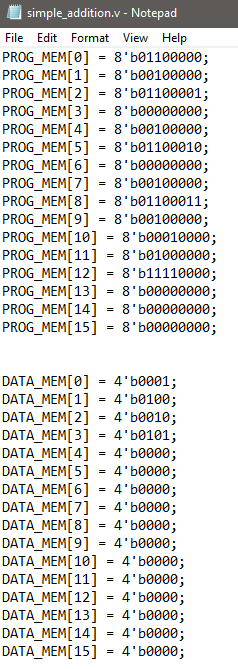 simple_addition.v - Notepad
File Edit Format View Help
PROG_MEM[0] = 8'b01100000;
PROG_MEM[1] = 8'b00100000;
PROG_MEM[2] = 8'b01100001;
PROG_MEM[3] = 8'b00000000;
PROG_MEM[4] = 8'b00100000;
PROG_MEM[5] = 8'b01100010;
PROG_MEM[6] = 8'b00000000;
PROG_MEM[7] = 8'b00100000;
PROG_MEM[8] = 8'b01100011;
PROG_MEM[9] = 8'b00100000;
PROG_MEM[10] = 8'b00010000;
PROG_MEM[11] = 8'b01000000;
PROG_MEM[12] = 8'b11110000;
PROG_MEM[13] = 8'b00000000;
PROG_MEM[14] = 8'b00000000;
PROG_MEM[15] = 8'b00000000;
DATA_MEM[0] = 4'b0001;
DATA_MEM[1] = 4'b0100;
DATA_MEM[2] = 4'b0010;
DATA_MEM[3] = 4'b0101;
DATA_MEM[4] = 4'b0000;
DATA_MEM[5] = 4'b0000;
DATA_MEM[6] = 4'b0000;
DATA_MEM[7] = 4'b0000;
DATA_MEM[8] = 4'b0000;
DATA_MEM[9] = 4'b0000;
DATA_MEM[10] = 4'b0000;
DATA_MEM[11] = 4'b0000;
DATA_MEM[12] = 4'b0000;
DATA_MEM[13] = 4'b0000;
DATA_MEM[14] = 4'b0000;
DATA_MEM[15] = 4'b0000;